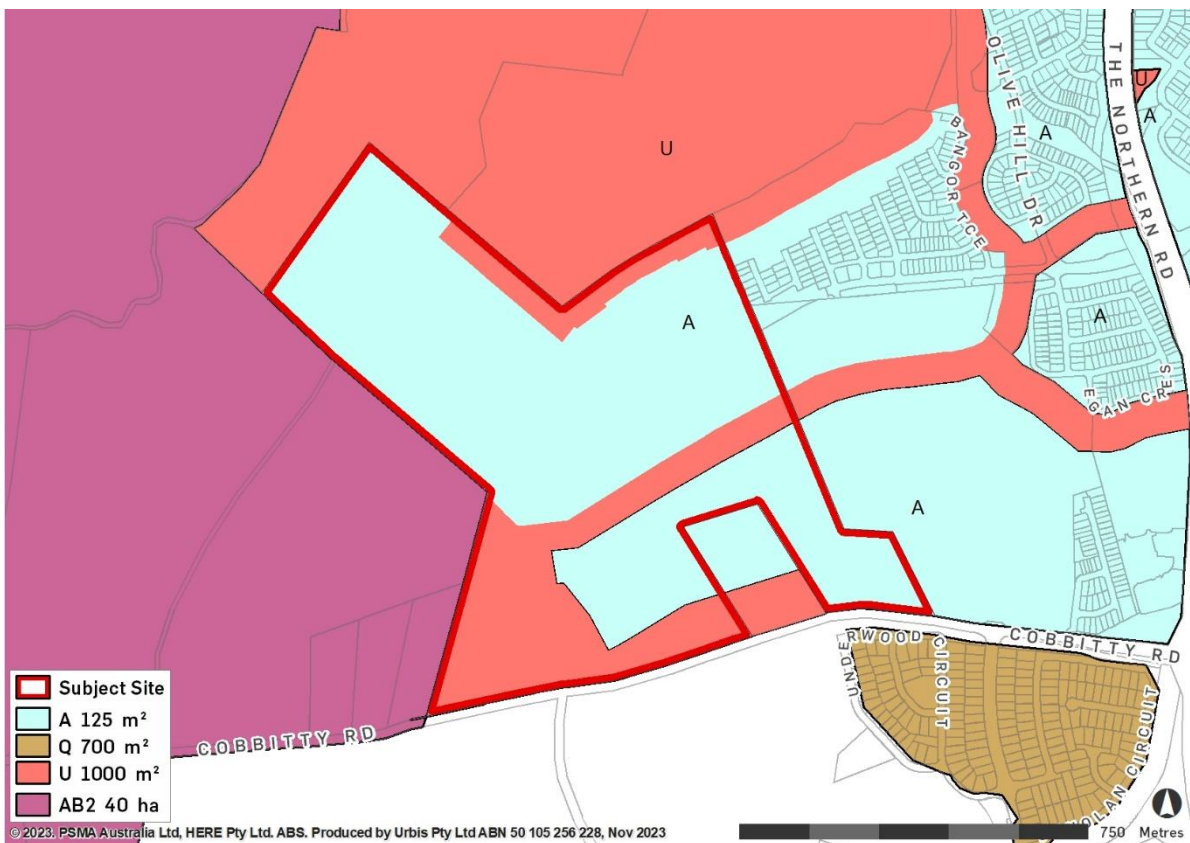 OLIVE HILL DR
THE NORTHERN RD
U
A
A
U
BANGOR TCE
A
A
EGAN CRES
A
COBBITTY RD
UNDERWOOD CIRCUIT
NOLAN CIRCUIT
COBBITTY RD
Subject Site
A 125 m²
Q 700 m²
U 1000 m²
AB2 40 ha
© 2023. PSMA Australia Ltd, HERE Pty Ltd. ABS. Produced by Urbis Pty Ltd ABN 50 105 256 228, Nov 2023
750 Metres